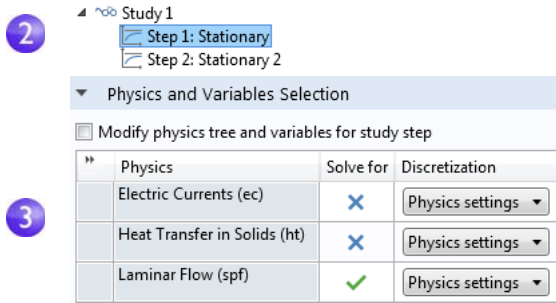 2
Study 1
Step 1: Stationary
Step 2: Stationary 2
Physics and Variables Selection
Modify physics tree and variables for study step
Physics Solve for Discretization
3
Electric Currents (ec) Physics settings
Heat Transfer in Solids (ht) Physics settings
Laminar Flow (spf) Physics settings